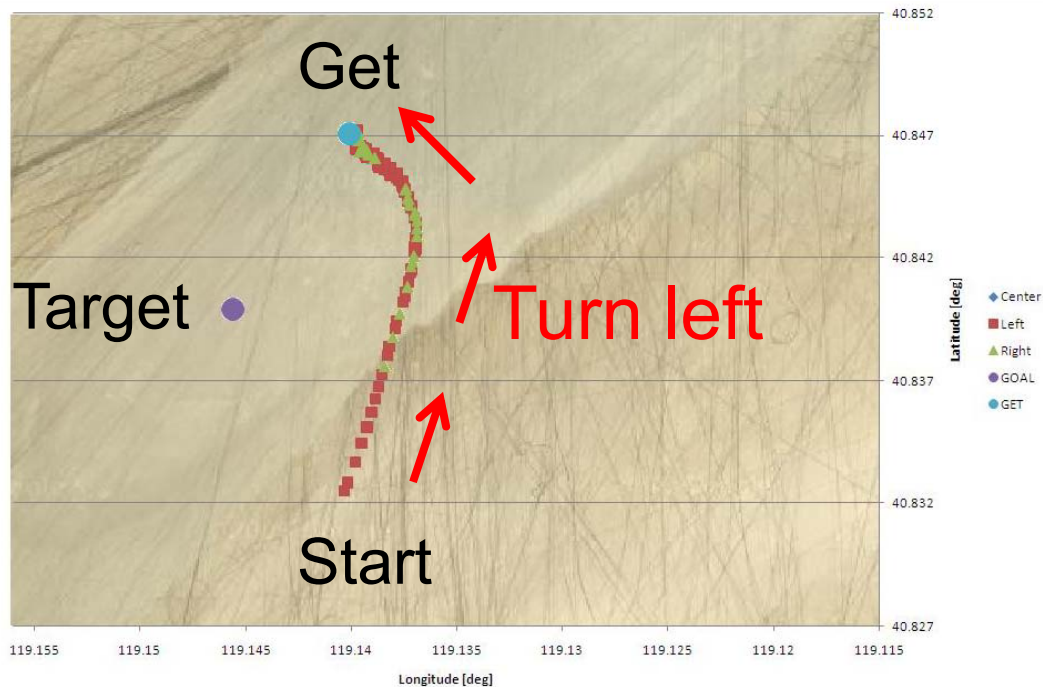 Get
Target
Turn left
Start
40.852
40.847
40.842
40.837
40.832
40.827
Latitude [deg]
119.155
119.15
119.145
119.14
119.135
119.13
119.125
119.12
119.115
Longitude [deg]
Center
Left
Right
GOAL
GET